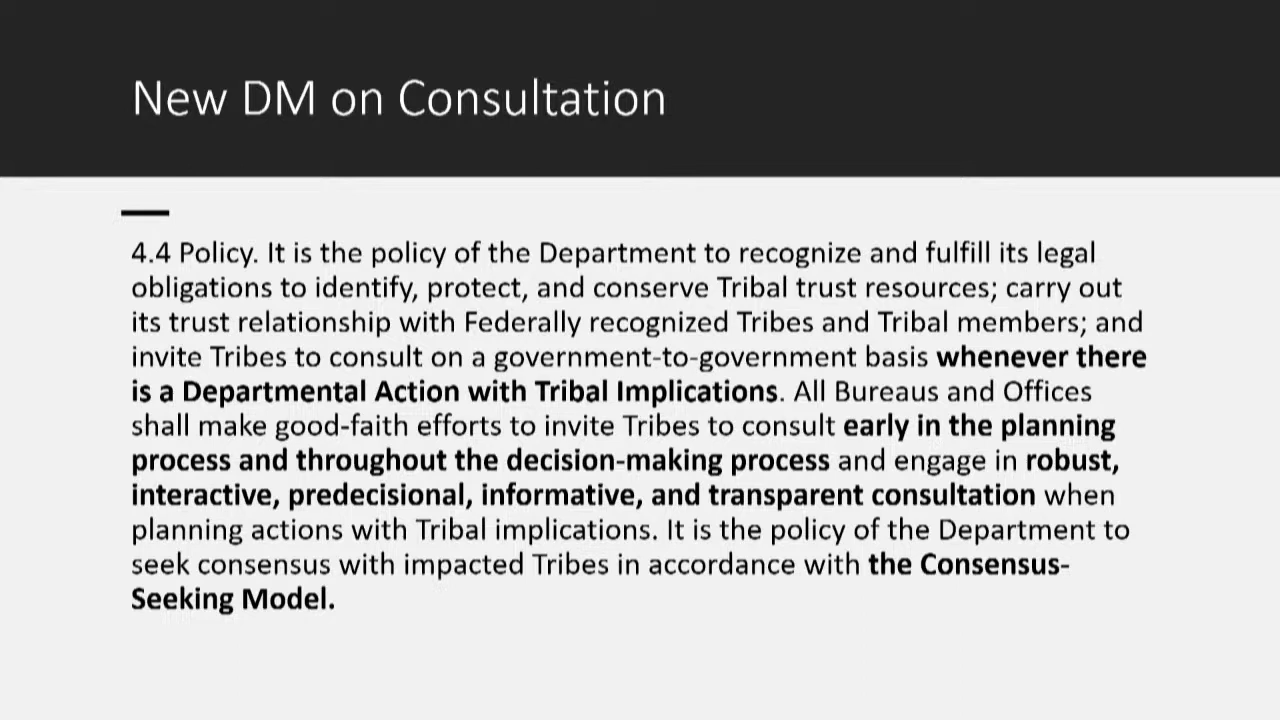 New DM on Consultation
4.4 Policy. It is the policy of the Department to recognize and fulfill its legal
obligations to identify, protect, and conserve Tribal trust resources; carry out
its trust relationship with Federally recognized Tribes and Tribal members; and
invite Tribes to consult on a government-to-government basis whenever there
is a Departmental Action with Tribal Implications. All Bureaus and Offices
shall make good-faith efforts to invite Tribes to consult early in the planning
process and throughout the decision-making process and engage in robust,
interactive, predecisional, informative, and transparent consultation when
planning actions with Tribal implications. It is the policy of the Department to
seek consensus with impacted Tribes in accordance with the Consensus-
Seeking Model.